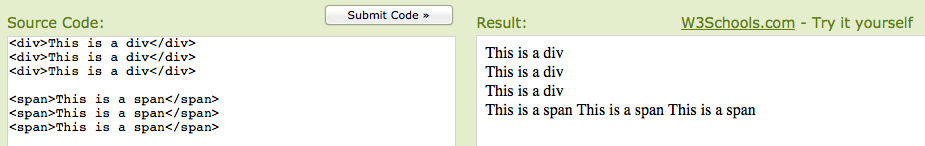 Source Code:
Submit Code »
<div>This is a div</div>
<div>This is a div</div>
<div>This is a div</div>
<span>This is a span</span>
<span>This is a span</span>
<span>This is a span</span>
Result:
W3Schools.com - Try it yourself
This is a div
This is a div
This is a div
This is a span This is a span This is a span